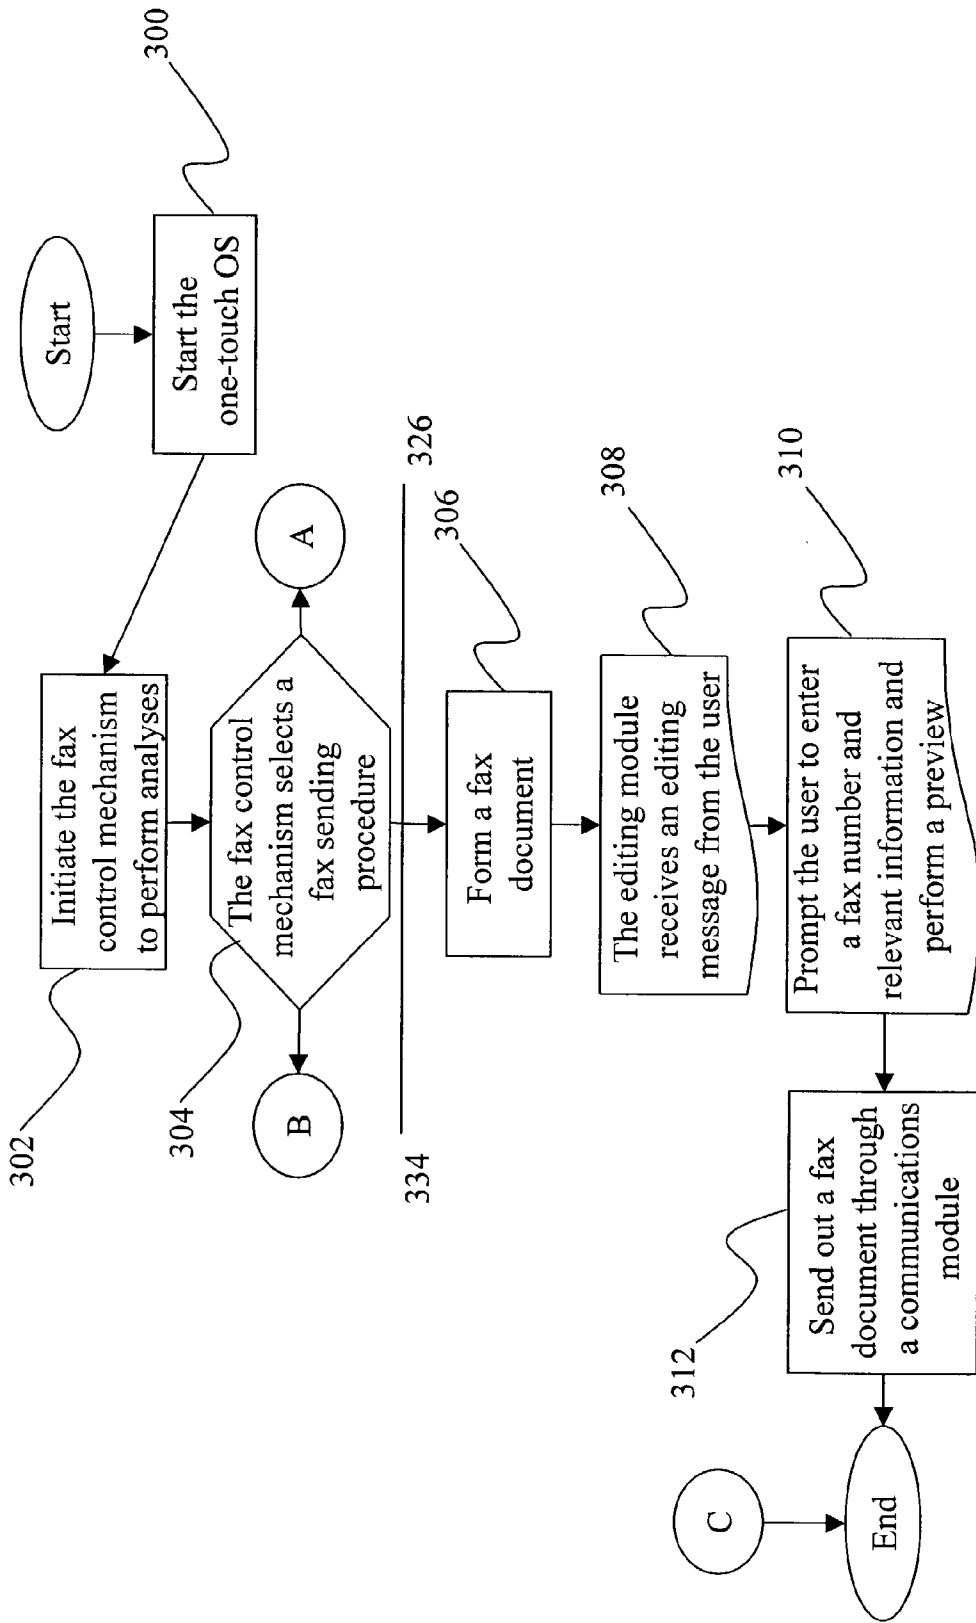 Start
Start the
one-touch OS
300
Initiate the fax
control mechanism
to perform analyses
302
The fax control
mechanism selects a
fax sending
procedure
304
A
B
326
334
Form a fax
document
306
The editing module
receives an editing
message from the user
308
Prompt the user to enter
a fax number and
relevant information and
perform a preview
310
Send out a fax
document through
a communications
module
312
C
End